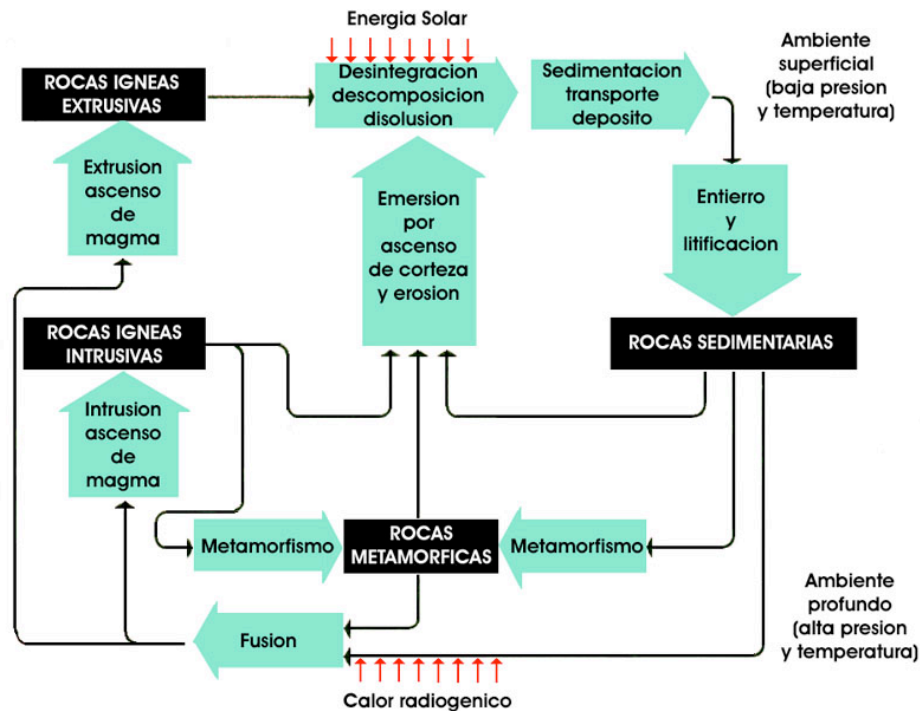 Energia Solar
ROCAS IGNEAS
EXTRUSIVAS
Desintegracion
descomposicion
disolusion
Sedimentacion
transporte
deposito
Ambiente
superficial
(baja presion
y temperatura)
Extrusion
ascenso
de
magma
Emersion
por
ascenso
de corteza
y erosion
Entierro
y
litificacion
ROCAS IGNEAS
INTRUSIVAS
ROCAS SEDIMENTARIAS
Intrusion
ascenso
de
magma
Metamorfismo
ROCAS
METAMORFICAS
Metamorfismo
Fusion
Ambiente
profundo
(alta presion
y temperatura)
Calor radiogenico